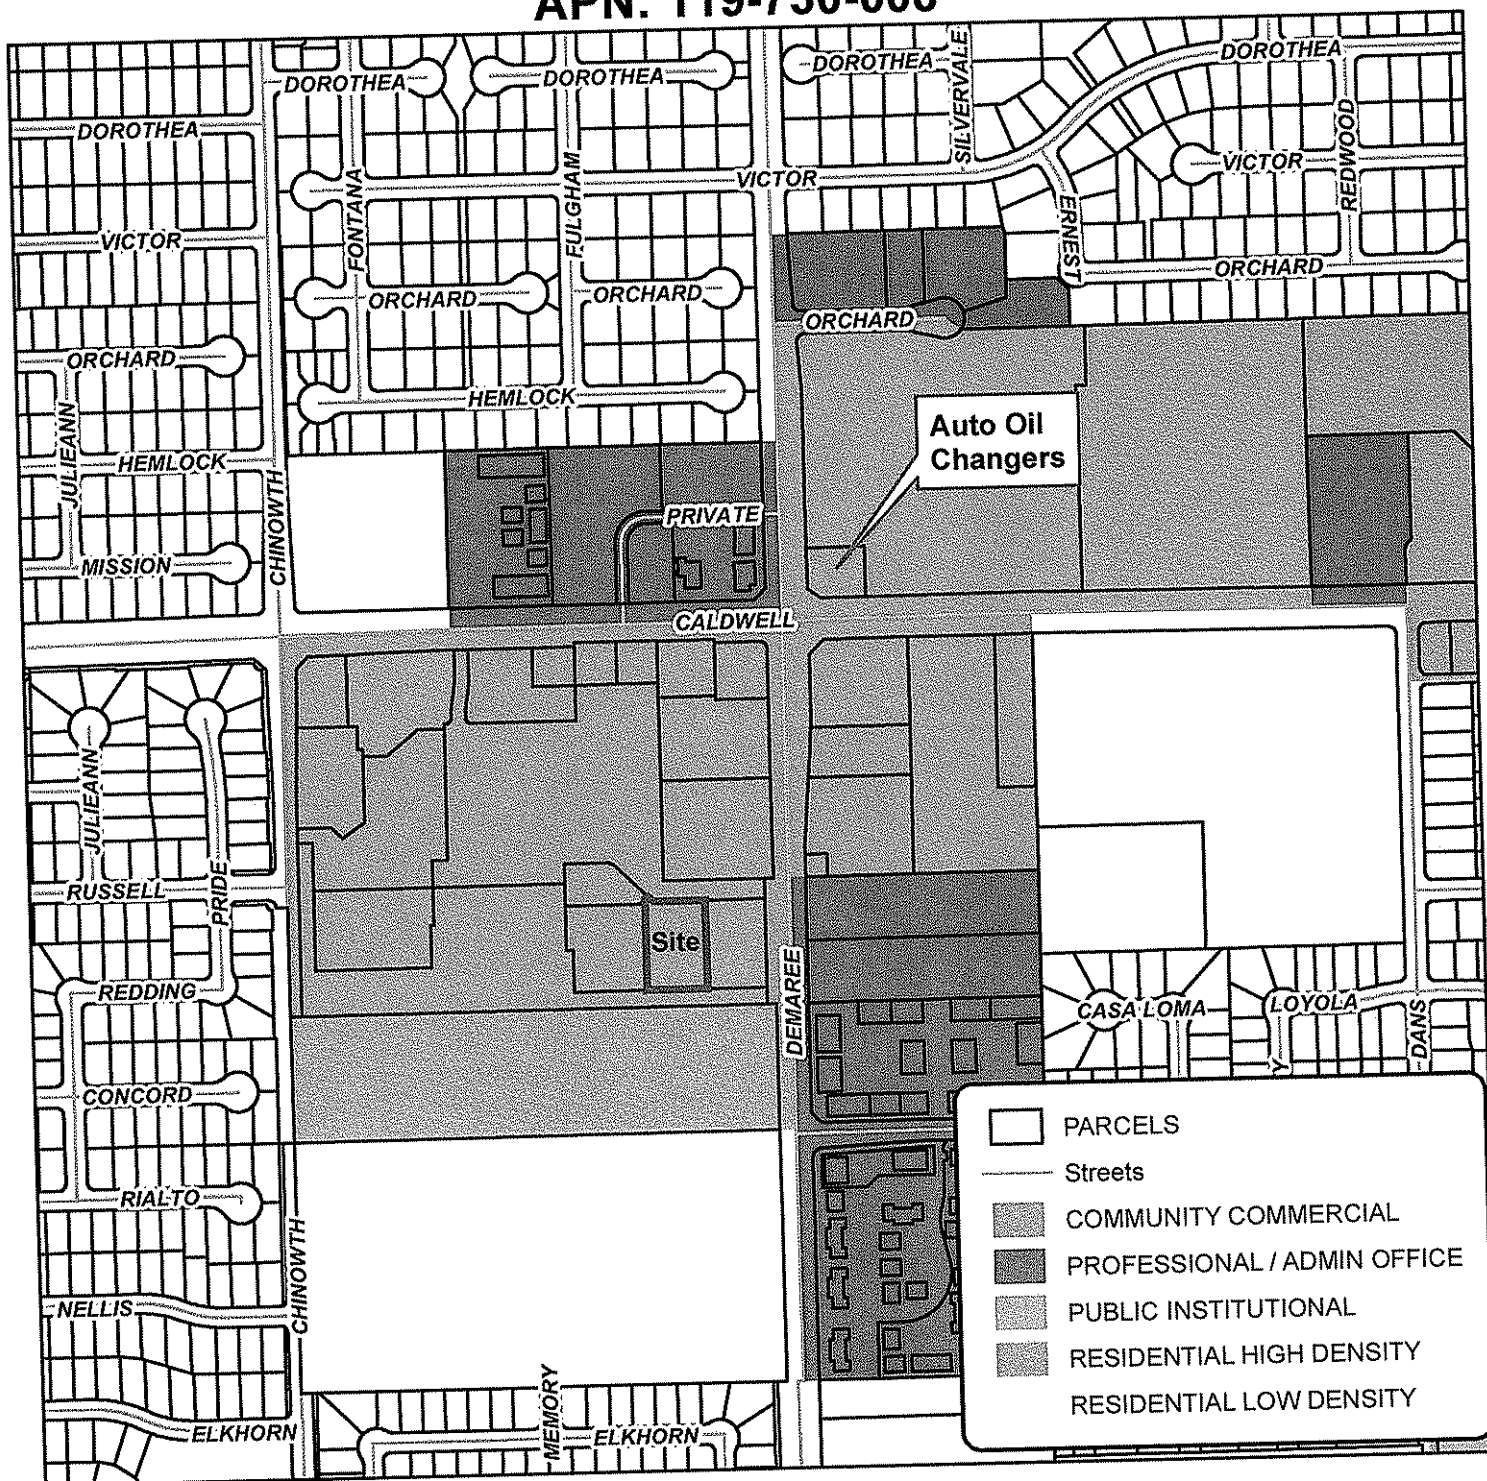 DOROTHEA
DOROTHEA
DOROTHEA
DOROTHEA
DOROTHEA
SILVERVALE
REDWOOD
VICTOR
VICTOR
VICTOR
FONTANA
FULGHAM
ERNEST
ORCHARD
ORCHARD
ORCHARD
ORCHARD
ORCHARD
JULIEANN
HEMLOCK
HEMLOCK
CHINOWTH
MISSION
PRIVATE
Auto Oil
Changers
CALDWELL
JULIEANN
PRIDE
RUSSELL
REDDING
Site
DEMAREE
CASA LOMA
LOYOLA
DANS
Y
CONCORD
RIALTO
CHINOWTH
NELLIS
ELKHORN
MEMORY
ELKHORN
PARCELS
Streets
COMMUNITY COMMERCIAL
PROFESSIONAL / ADMIN OFFICE
PUBLIC INSTITUTIONAL
RESIDENTIAL HIGH DENSITY
RESIDENTIAL LOW DENSITY